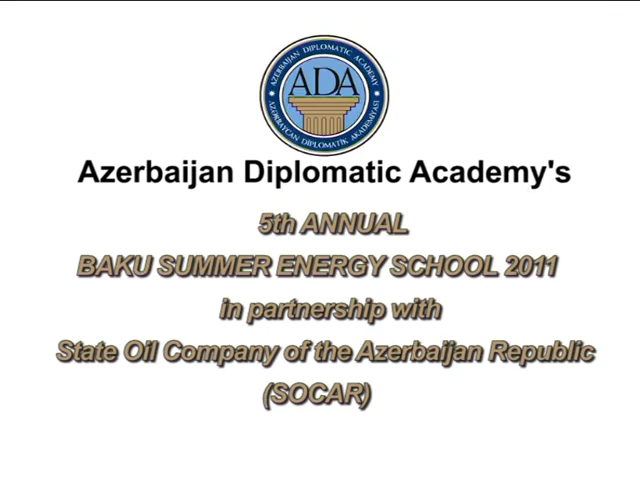 AZERBAIJAN DIPLOMATIC ACADEMY
ADA
AZƏRBAYCAN DİPLOMATİK AKADEMİYASI
Azerbaijan Diplomatic Academy's
5th ANNUAL
BAKU SUMMER ENERGY SCHOOL 2011
in partnership with
State Oil Company of the Azerbaijan Republic
(SOCAR)